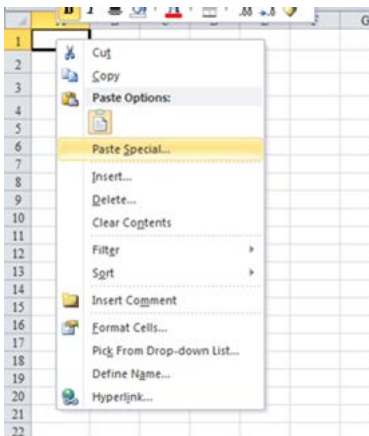 G
1
Cut
2
Copy
3
Paste Options:
4
5
6
Paste Special...
7
Insert...
8
9
Delete...
10
Clear Contents
11
12
Filter
13
Sort
14
15
Insert Comment
16
Format Cells...
17
Pick From Drop-down List...
18
19
Define Name...
20
Hyperlink...
21
22